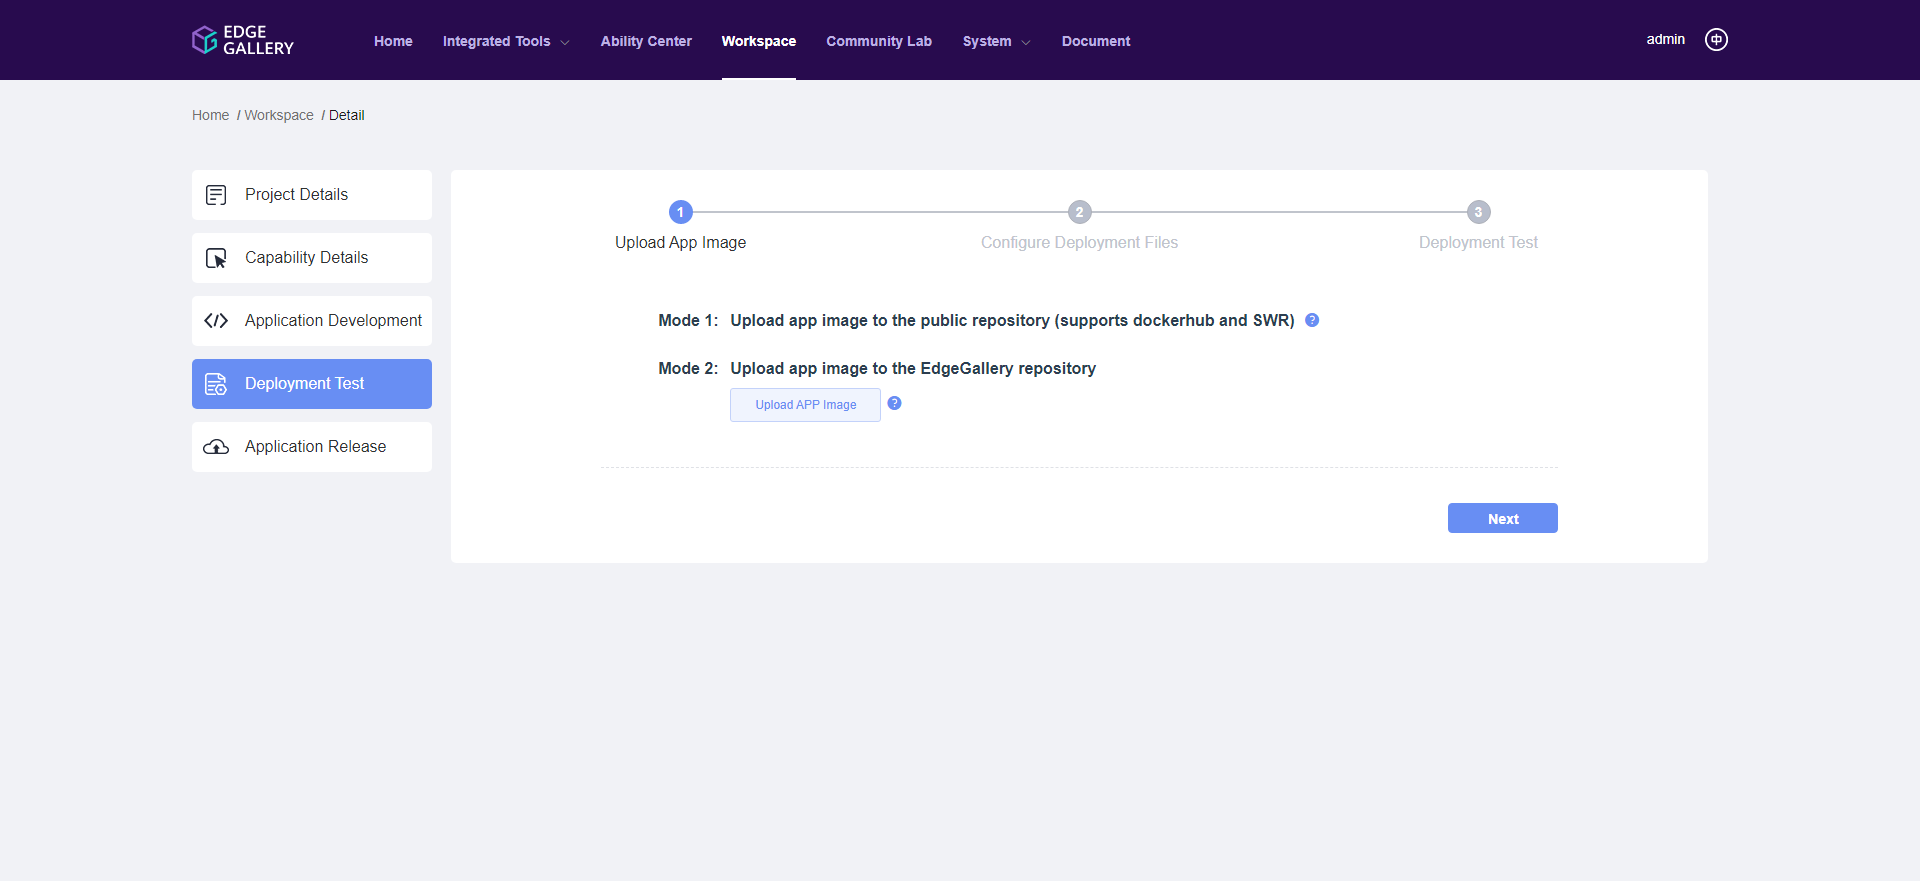 EDGE
GALLERY
Home
Integrated Tools
Ability Center
Workspace
Community Lab
System
Document
admin
中
Home / Workspace / Detail
Project Details
Capability Details
Application Development
Deployment Test
Application Release
1
2
3
Upload App Image
Configure Deployment Files
Deployment Test
Mode 1: Upload app image to the public repository (supports dockerhub and SWR) ?
Mode 2: Upload app image to the EdgeGallery repository
Upload APP Image ?
Next